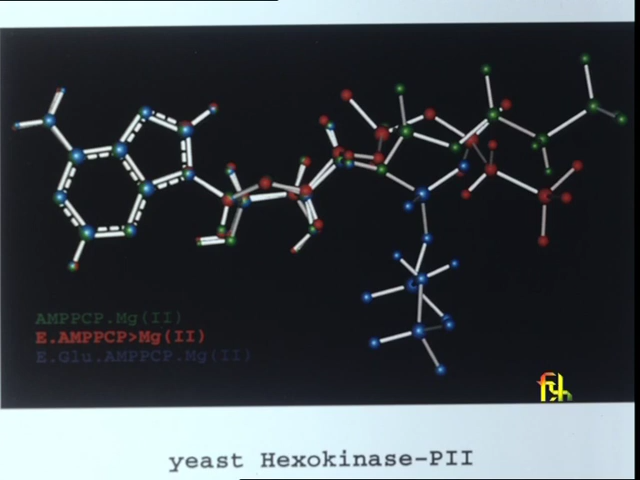 AMPPCP.Mg(II)
E.AMPPCP>Mg(II)
E.Glu.AMPPCP.Mg(II)
yeast Hexokinase-PII